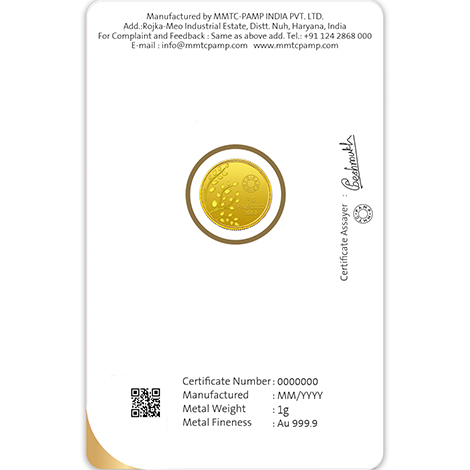 Manufactured by MMTC-PAMP INDIA PVT. LTD.
Add.:Rojka-Meo Industrial Estate, Distt. Nuh, Haryana, India
For Complaint and Feedback : Same as above add. Tel.: +91 124 2868 000
E-mail : info@mmtcpamp.com • www.mmtcpamp.com
Certificate Assayer :
Certificate Number : 0000000
Manufactured : MM/YYYY
Metal Weight : 1g
Metal Fineness : Au 999.9